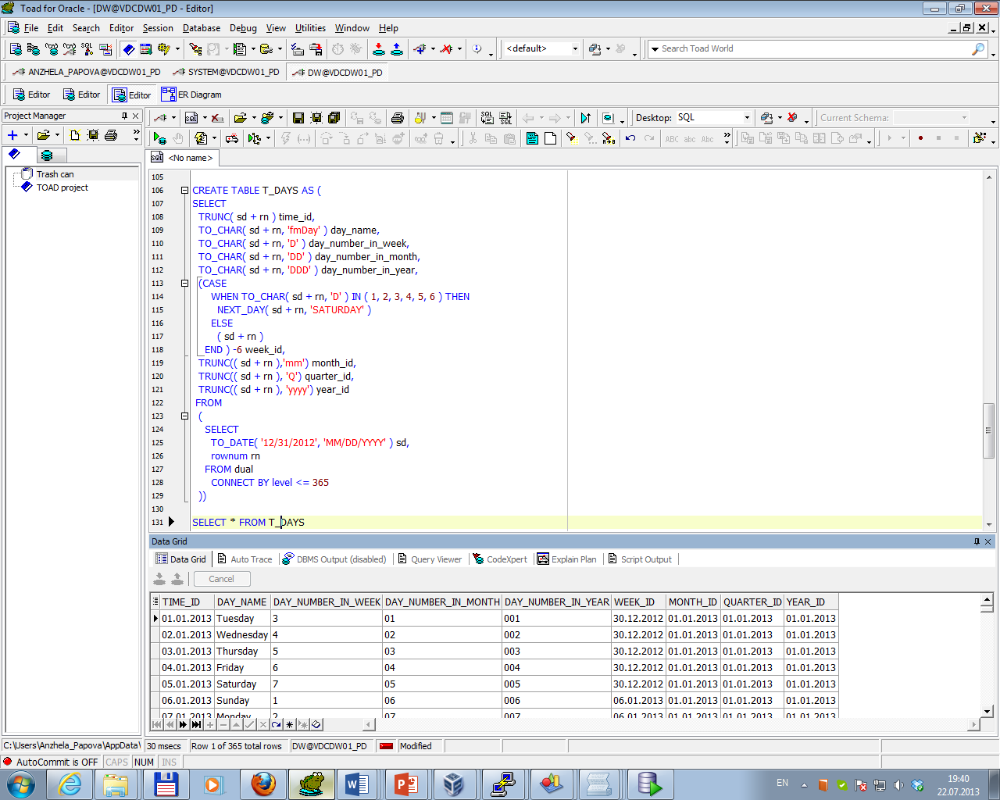 Toad for Oracle - [DW@VDCDW01_PD - Editor]
File Edit Search Editor Session Database Debug View Utilities Window Help
<default> Search Toad World
ANZHELA_PAPOVA@VDCDW01_PD SYSTEM@VDCDW01_PD DW@VDCDW01_PD
Editor Editor Editor ER Diagram
Project Manager
Desktop: SQL Current Schema:
<No name>
Trash can
TOAD project
105
106 CREATE TABLE T_DAYS AS (
107 SELECT
108 TRUNC( sd + rn ) time_id,
109 TO_CHAR( sd + rn, 'fmDay' ) day_name,
110 TO_CHAR( sd + rn, 'D' ) day_number_in_week,
111 TO_CHAR( sd + rn, 'DD' ) day_number_in_month,
112 TO_CHAR( sd + rn, 'DDD' ) day_number_in_year,
113 (CASE
114 WHEN TO_CHAR( sd + rn, 'D' ) IN ( 1, 2, 3, 4, 5, 6 ) THEN
115 NEXT_DAY( sd + rn, 'SATURDAY' )
116 ELSE
117 ( sd + rn )
118 END ) -6 week_id,
119 TRUNC(( sd + rn ),'mm') month_id,
120 TRUNC(( sd + rn ), 'Q') quarter_id,
121 TRUNC(( sd + rn ), 'yyyy') year_id
122 FROM
123 (
124 SELECT
125 TO_DATE( '12/31/2012', 'MM/DD/YYYY' ) sd,
126 rownum rn
127 FROM dual
128 CONNECT BY level <= 365
129 ))
130
131 SELECT * FROM T_DAYS
Data Grid
Data Grid Auto Trace DBMS Output (disabled) Query Viewer CodeXpert Explain Plan Script Output
Cancel
TIME_ID DAY_NAME DAY_NUMBER_IN_WEEK DAY_NUMBER_IN_MONTH DAY_NUMBER_IN_YEAR WEEK_ID MONTH_ID QUARTER_ID YEAR_ID
01.01.2013 Tuesday 3 01 001 30.12.2012 01.01.2013 01.01.2013 01.01.2013
02.01.2013 Wednesday 4 02 002 30.12.2012 01.01.2013 01.01.2013 01.01.2013
03.01.2013 Thursday 5 03 003 30.12.2012 01.01.2013 01.01.2013 01.01.2013
04.01.2013 Friday 6 04 004 30.12.2012 01.01.2013 01.01.2013 01.01.2013
05.01.2013 Saturday 7 05 005 30.12.2012 01.01.2013 01.01.2013 01.01.2013
06.01.2013 Sunday 1 06 006 06.01.2013 01.01.2013 01.01.2013 01.01.2013
07.01.2013 Monday 2 07 007 06.01.2013 01.01.2013 01.01.2013 01.01.2013
C:\Users\Anzhela_Papova\AppData\ 30 msecs Row 1 of 365 total rows DW@VDCDW01_PD Modified
AutoCommit is OFF CAPS NUM INS
EN 19:40
22.07.2013